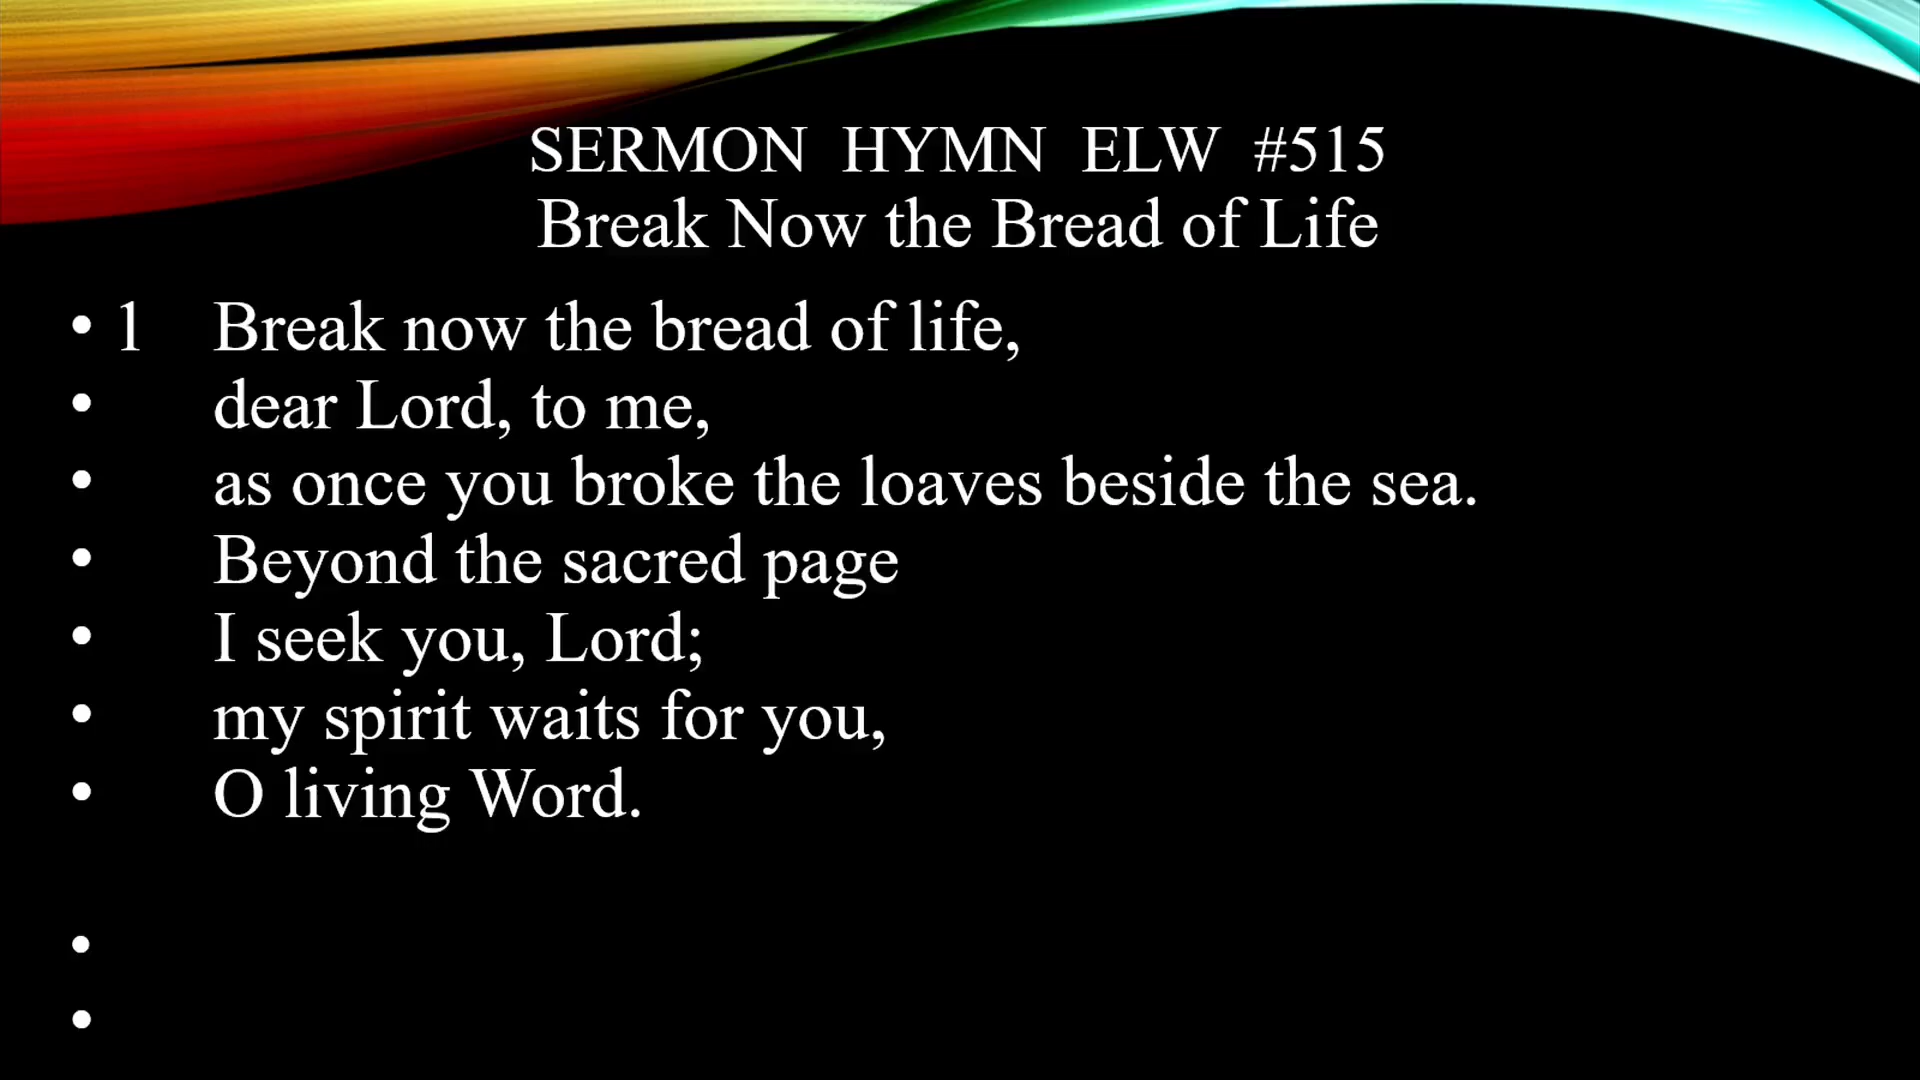 SERMON HYMN ELW #515
Break Now the Bread of Life
• 1 Break now the bread of life,
• dear Lord, to me,
• as once you broke the loaves beside the sea.
• Beyond the sacred page
• I seek you, Lord;
• my spirit waits for you,
• O living Word.
•
•